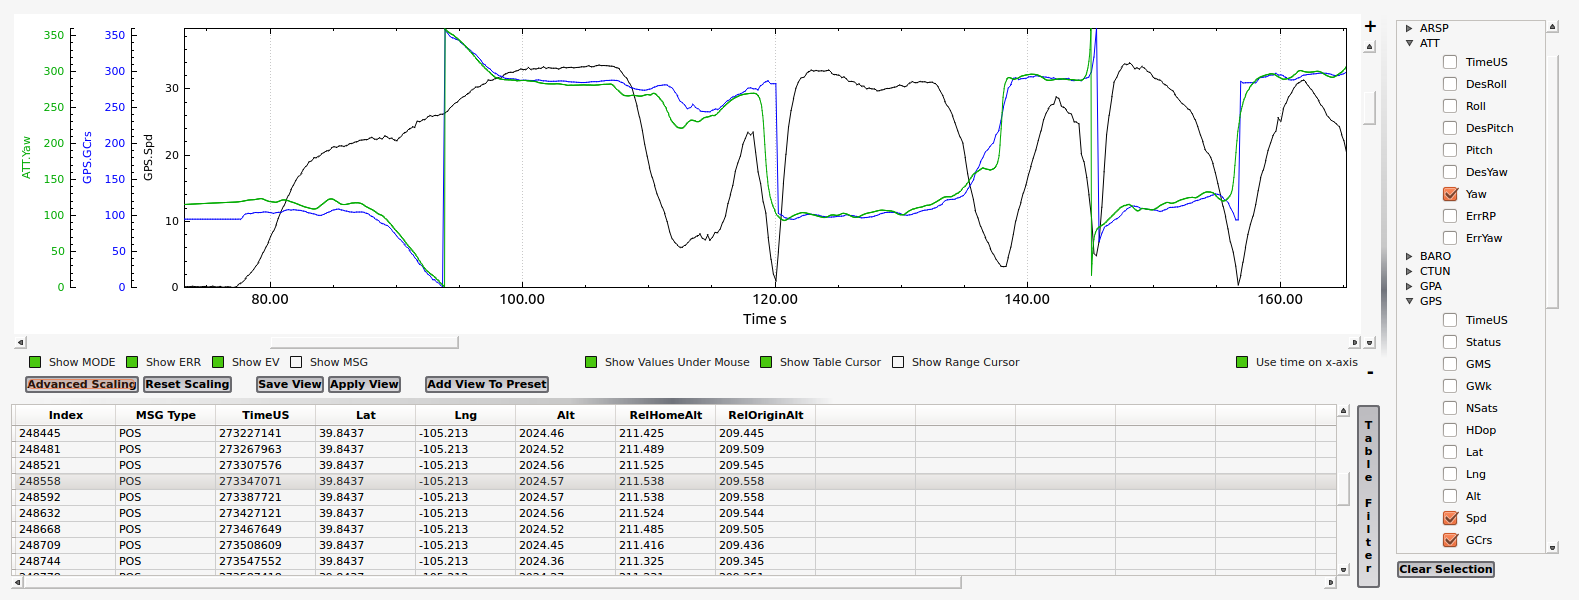 350
300
250
200
150
100
50
0
ATT.Yaw
350
300
250
200
150
100
50
0
GPS.GCrs
30
20
10
0
GPS.Spd
80.00 100.00 120.00 140.00 160.00
Time s
+
-
Show MODE Show ERR Show EV Show MSG Show Values Under Mouse Show Table Cursor Show Range Cursor Use time on x-axis
Advanced Scaling Reset Scaling Save View Apply View Add View To Preset
Index MSG Type TimeUS Lat Lng Alt RelHomeAlt RelOriginAlt
248445 POS 273227141 39.8437 -105.213 2024.46 211.425 209.445
248481 POS 273267963 39.8437 -105.213 2024.52 211.489 209.509
248521 POS 273307576 39.8437 -105.213 2024.56 211.525 209.545
248558 POS 273347071 39.8437 -105.213 2024.57 211.538 209.558
248592 POS 273387721 39.8437 -105.213 2024.57 211.538 209.558
248632 POS 273427121 39.8437 -105.213 2024.56 211.524 209.544
248668 POS 273467649 39.8437 -105.213 2024.52 211.485 209.505
248709 POS 273508609 39.8437 -105.213 2024.45 211.416 209.436
248744 POS 273547552 39.8437 -105.213 2024.36 211.325 209.345
Table Filter
ARSP
ATT
TimeUS
DesRoll
Roll
DesPitch
Pitch
DesYaw
Yaw
ErrRP
ErrYaw
BARO
CTUN
GPA
GPS
TimeUS
Status
GMS
GWk
NSats
HDop
Lat
Lng
Alt
Spd
GCrs
Clear Selection